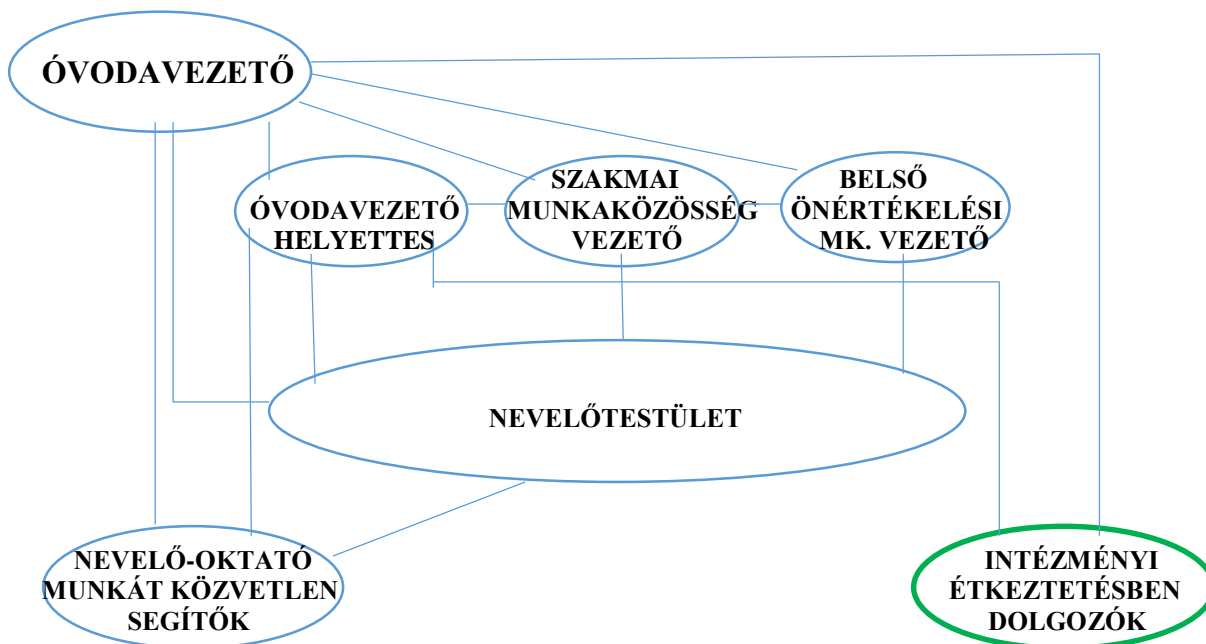 ÓVODAVEZETŐ
ÓVODAVEZETŐ
HELYETTES
SZAKMAI
MUNKAKÖZÖSSÉG
VEZETŐ
BELSŐ
ÖNÉRTÉKELÉSI
MK. VEZETŐ
NEVELŐTESTÜLET
NEVELŐ-OKTATÓ
MUNKÁT KÖZVETLEN
SEGÍTŐK
INTÉZMÉNYI
ÉTKEZTETÉSBEN
DOLGOZÓK